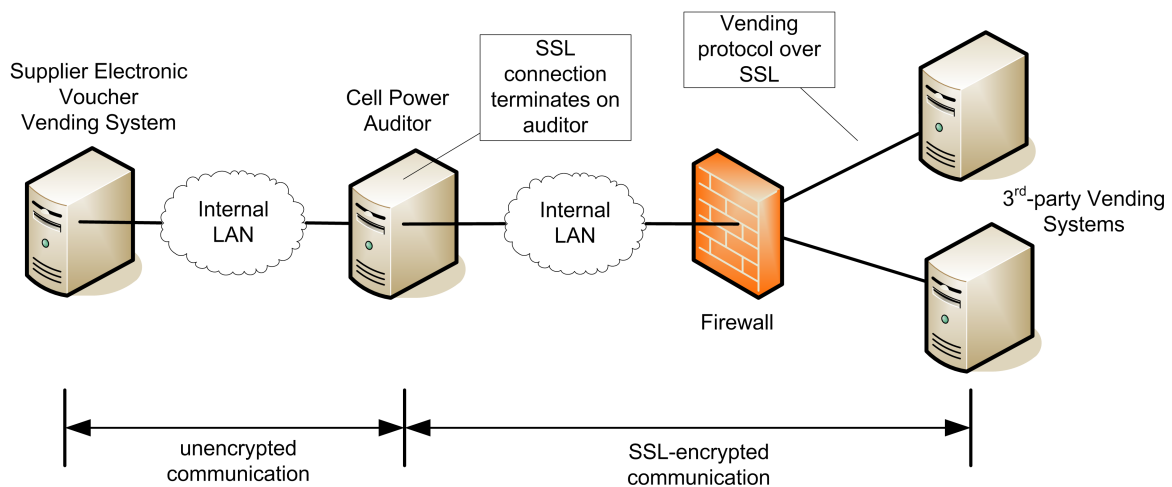 Supplier Electronic
Voucher
Vending System
Cell Power
Auditor
SSL
connection
terminates on
auditor
Vending
protocol over
SSL
Internal
LAN
Internal
LAN
Firewall
3rd-party Vending
Systems
unencrypted
communication
SSL-encrypted
communication